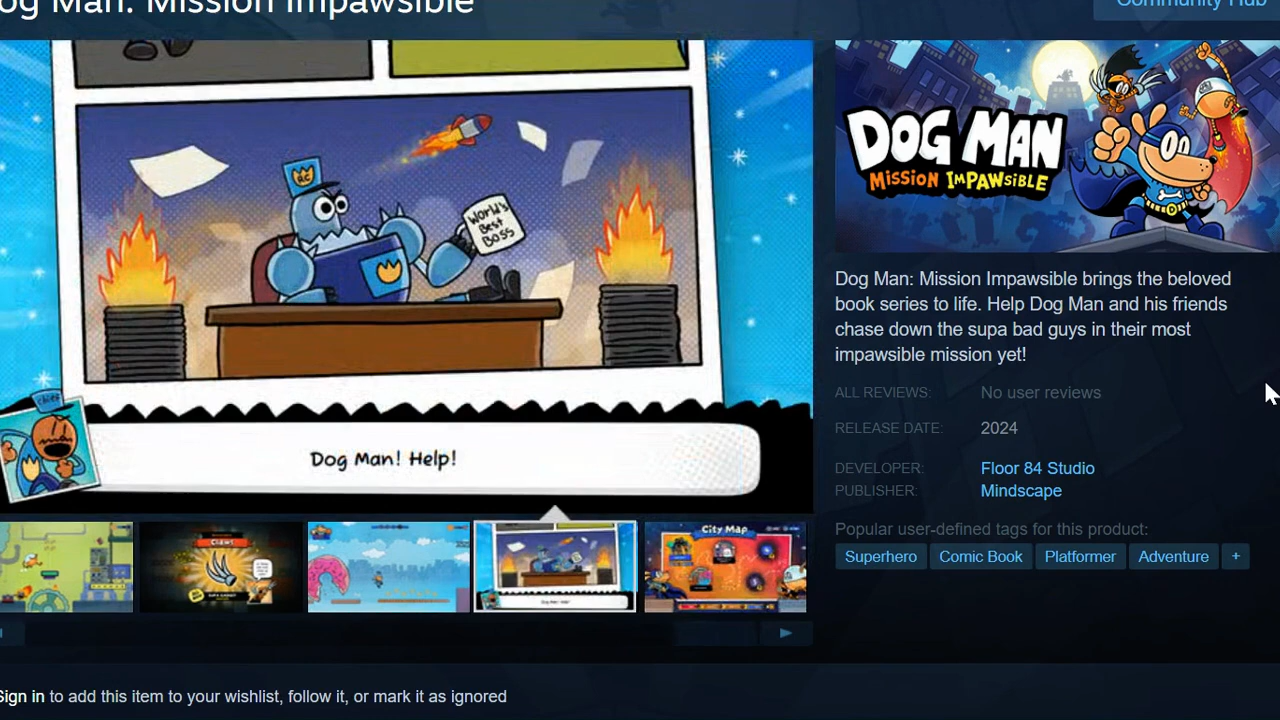 og Man: Mission Impawsible
Community Hub
World's
Best
Boss
chief
Dog Man! Help!
Claws
City Map
Dog Man! Help!
Sign in to add this item to your wishlist, follow it, or mark it as ignored
DOG MAN
MISSION IMPAWSIBLE
Dog Man: Mission Impawsible brings the beloved
book series to life. Help Dog Man and his friends
chase down the supa bad guys in their most
impawsible mission yet!
ALL REVIEWS: No user reviews
RELEASE DATE: 2024
DEVELOPER: Floor 84 Studio
PUBLISHER: Mindscape
Popular user-defined tags for this product:
Superhero Comic Book Platformer Adventure +